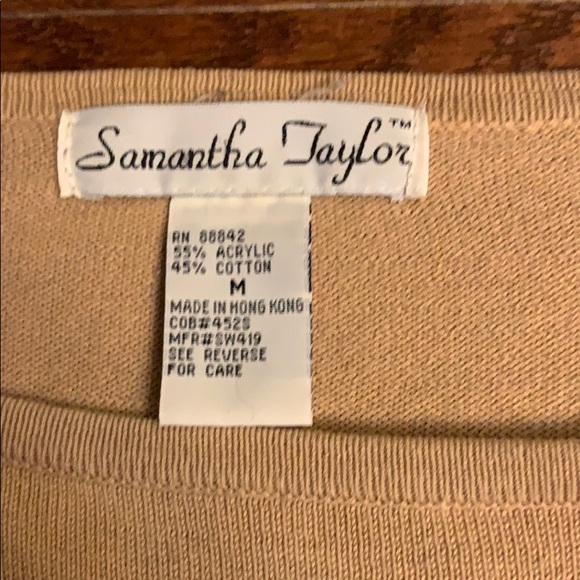 Samantha Taylor™
RN 88842
55% ACRYLIC
45% COTTON
M
MADE IN HONG KONG
COB#452S
MFR#SW419
SEE REVERSE
FOR CARE